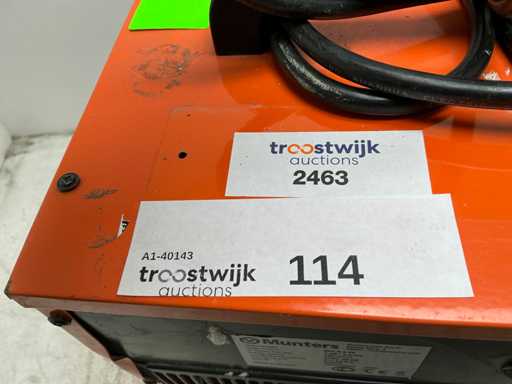 troostwijk
auctions
2463
A1-40143
troostwijk
auctions
114
Munters